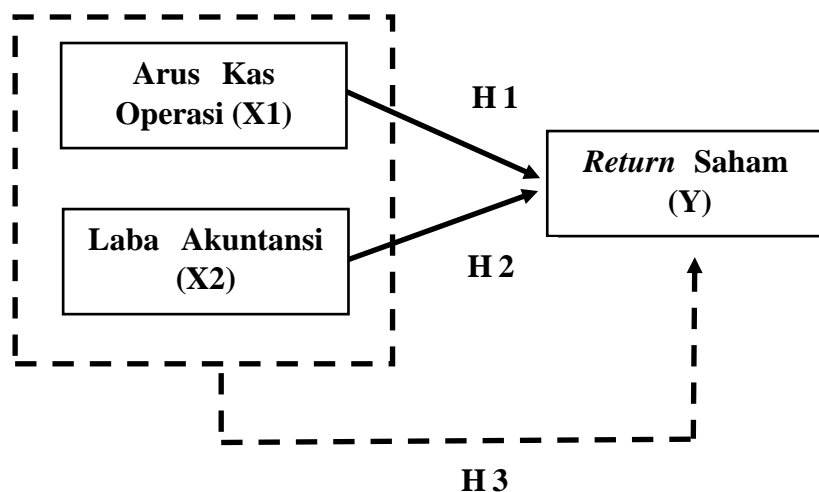 Arus Kas
Operasi (X1)
H 1
Return Saham
(Y)
Laba Akuntansi
(X2)
H 2
H 3